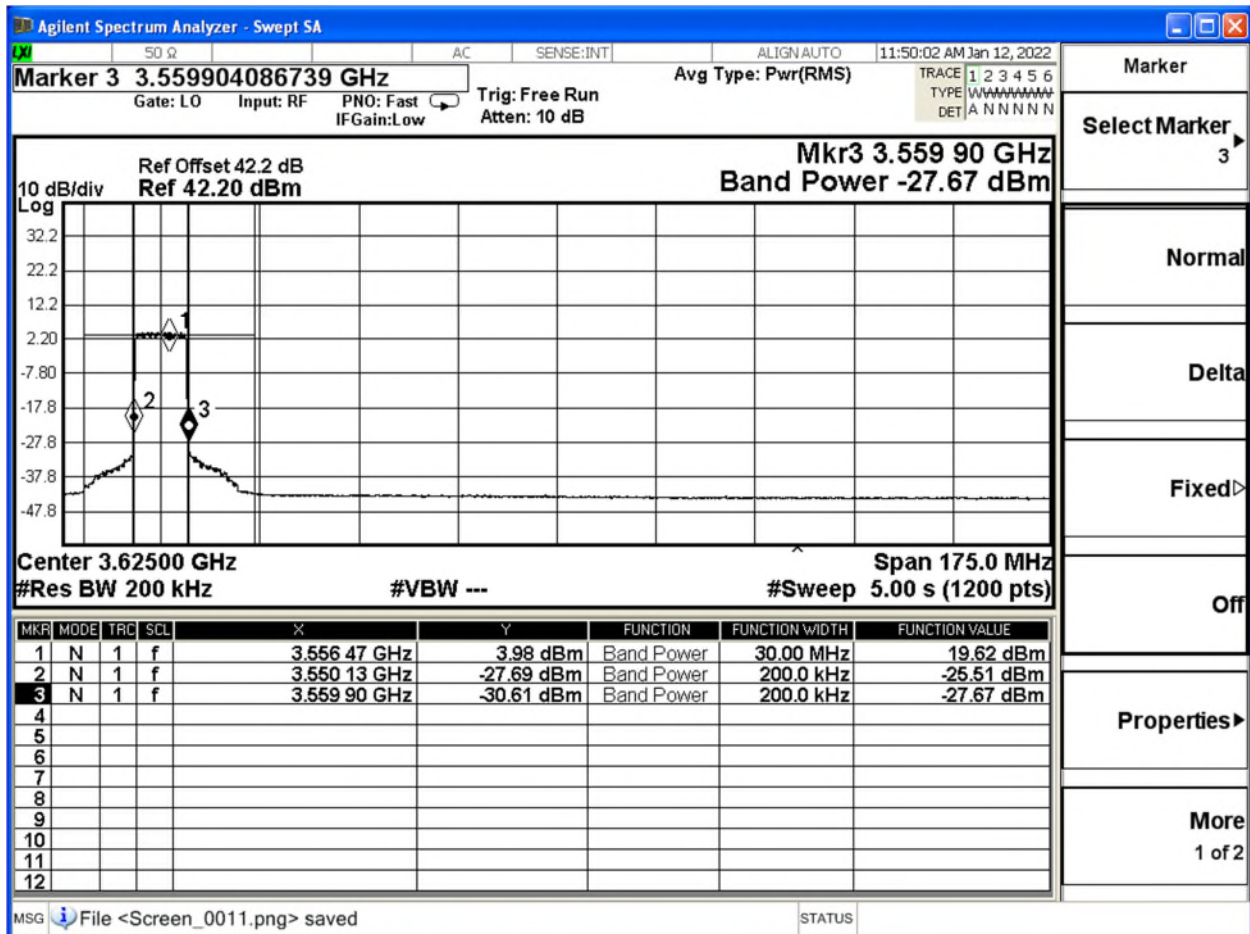 Agilent Spectrum Analyzer - Swept SA
LXI 50 Ω AC SENSE:INT ALIGN AUTO 11:50:02 AM Jan 12, 2022
Marker 3 3.559904086739 GHz
Gate: LO Input: RF PNO: Fast IFGain:Low
Trig: Free Run
Atten: 10 dB
Avg Type: Pwr(RMS)
TRACE 1 2 3 4 5 6
TYPE WWWWWW
DET A N N N N N
Ref Offset 42.2 dB
Ref 42.20 dBm
10 dB/div
Log
Mkr3 3.559 90 GHz
Band Power -27.67 dBm
32.2
22.2
12.2
2.20
-7.80
-17.8
-27.8
-37.8
-47.8
1
2
3
Center 3.62500 GHz Span 175.0 MHz
#Res BW 200 kHz #VBW --- #Sweep 5.00 s (1200 pts)
MKR MODE TRC SCL X Y FUNCTION FUNCTION WIDTH FUNCTION VALUE
1 N 1 f 3.556 47 GHz 3.98 dBm Band Power 30.00 MHz 19.62 dBm
2 N 1 f 3.550 13 GHz -27.69 dBm Band Power 200.0 kHz -25.51 dBm
3 N 1 f 3.559 90 GHz -30.61 dBm Band Power 200.0 kHz -27.67 dBm
4
5
6
7
8
9
10
11
12
MSG File <Screen_0011.png> saved STATUS
Marker
Select Marker
3
Normal
Delta
Fixed
Off
Properties
More
1 of 2